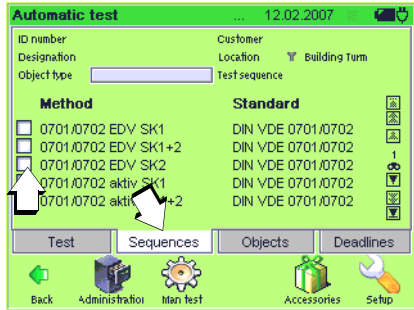 Automatic test ... 12.02.2007
ID number Customer
Designation Location Building Turm
Object type Test sequence
Method Standard
0701/0702 EDV SK1 DIN VDE 0701/0702
0701/0702 EDV SK1+2 DIN VDE 0701/0702
0701/0702 EDV SK2 DIN VDE 0701/0702
0701/0702 aktiv SK1 DIN VDE 0701/0702
0701/0702 akti +2 DIN VDE 0701/0702
1
Test Sequences Objects Deadlines
Back Administratior Man test Accessories Setup